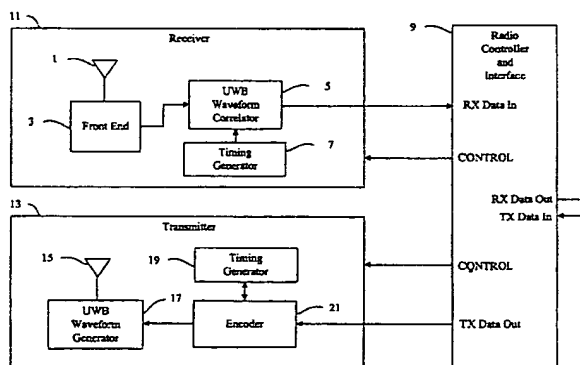 11
Receiver
1
3
Front End
UWB
Waveform
Correlator
5
Timing
Generator
7
9
Radio
Controller
and
Interface
RX Data In
CONTROL
RX Data Out
TX Data In
13
Transmitter
15
19
Timing
Generator
CONTROL
UWB
Waveform
Generator
17
Encoder
21
TX Data Out